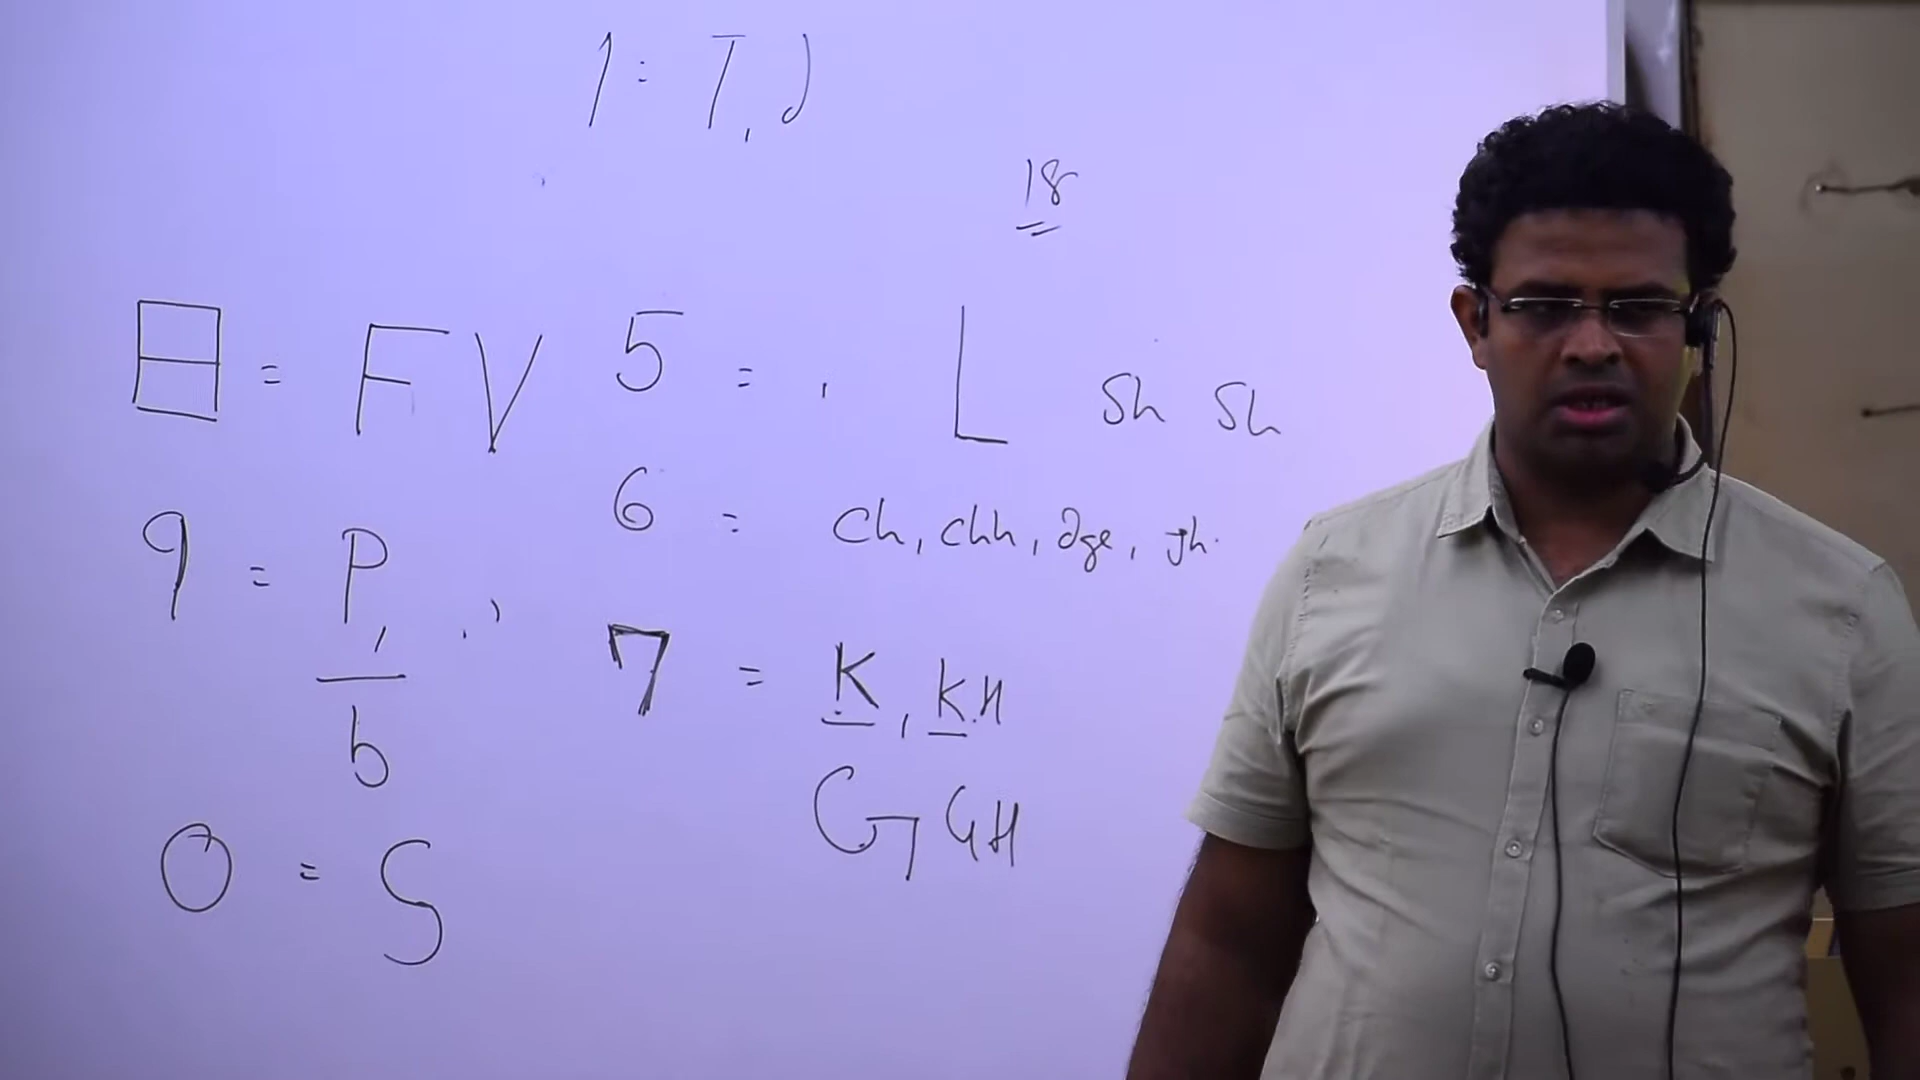 1: T, J
18
8 = F V
5 = , L Sh Sh
9 = P,
b
6 = Ch, Chh, dge, Jh.
7 = K, KH
G GH
0 = S